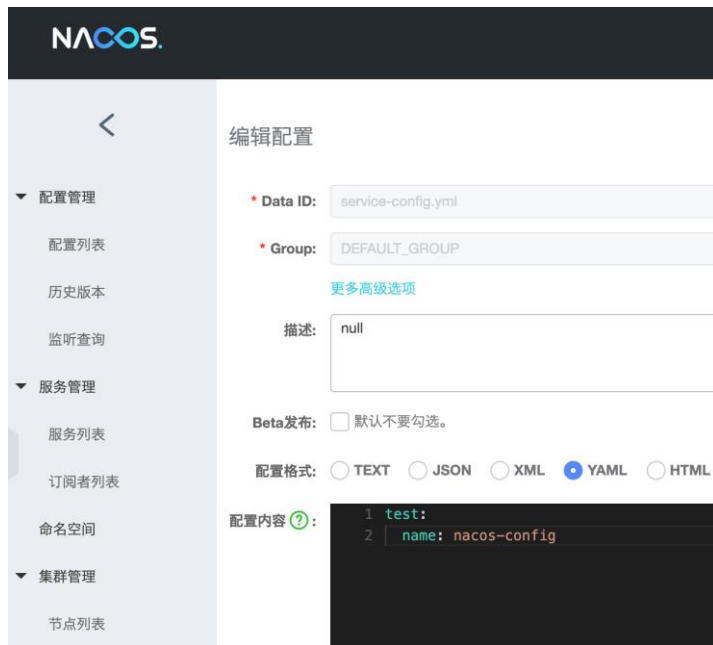 NACOS.
编辑配置
配置管理
* Data ID: service-config.yml
配置列表
* Group: DEFAULT_GROUP
历史版本
更多高级选项
监听查询
描述: null
服务管理
Beta发布: 默认不要勾选。
服务列表
配置格式: TEXT JSON XML YAML HTML
订阅者列表
配置内容 ? :
1 test:
2 name: nacos-config
命名空间
集群管理
节点列表